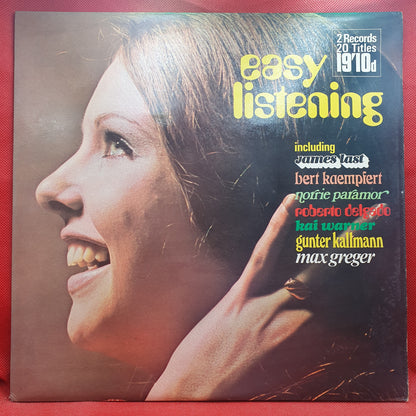 2 Records
20 Titles
19'10d
easy
listening
including
james last
bert kaempfert
norrie paramor
roberto delgado
kai warner
gunter kallmann
max greger